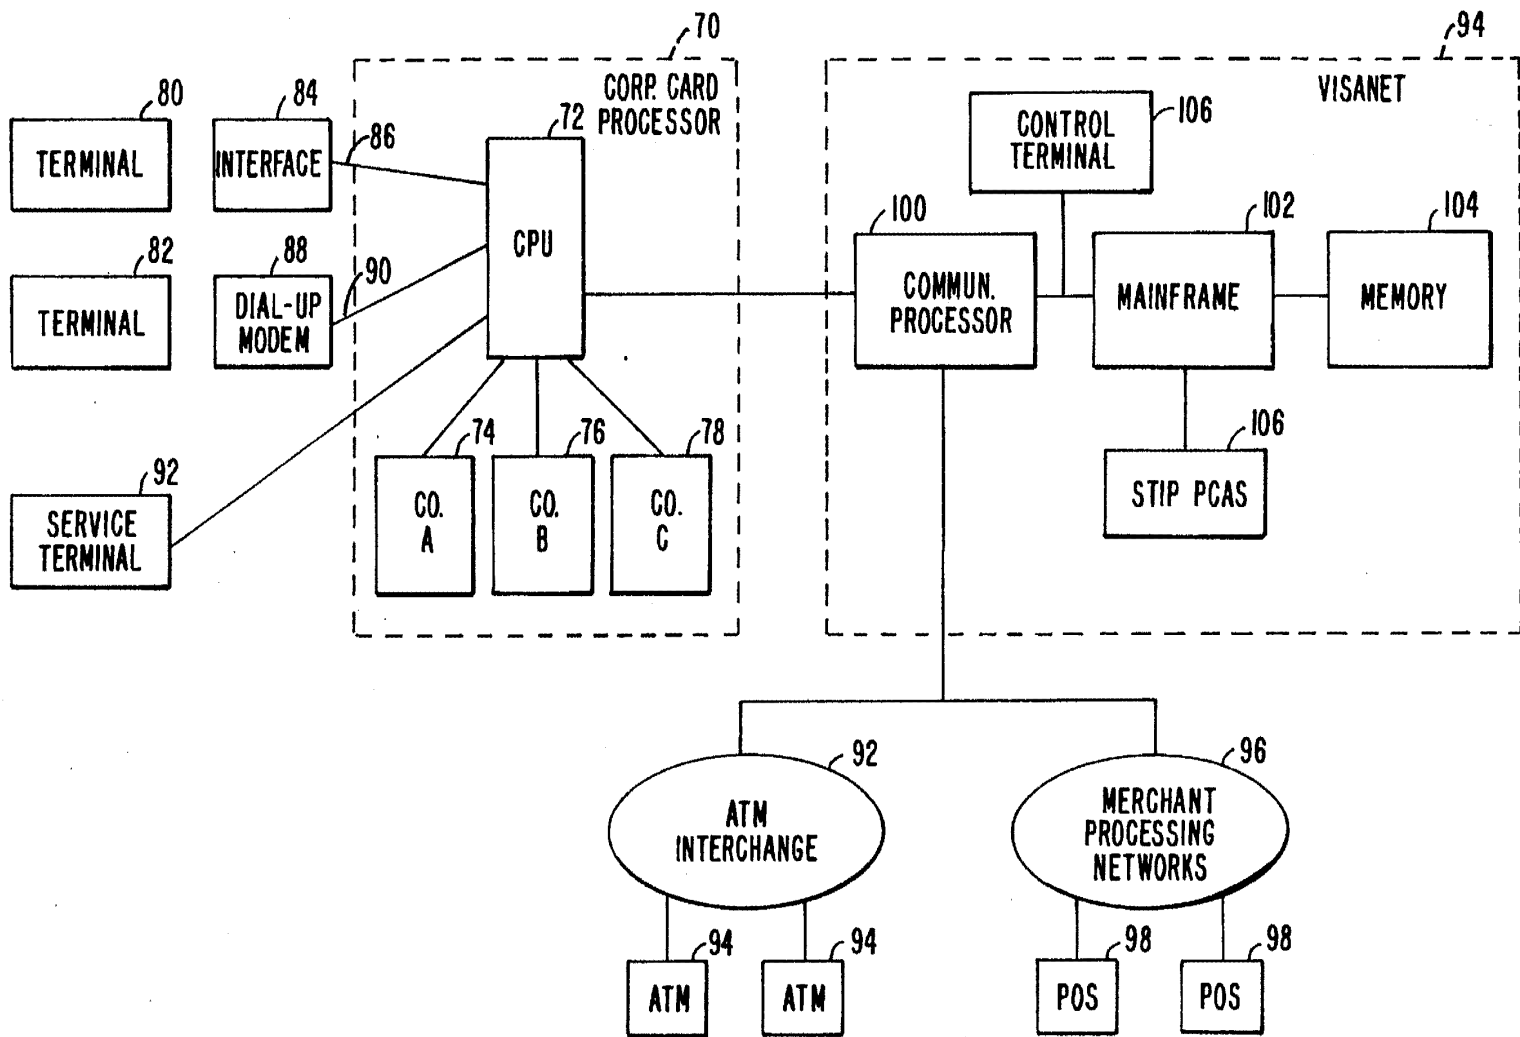 70
CORP. CARD
PROCESSOR
94
VISANET
80
TERMINAL
84
INTERFACE
86
72
CPU
106
CONTROL
TERMINAL
82
TERMINAL
88
DIAL-UP
MODEM
90
100
COMMUN.
PROCESSOR
102
MAINFRAME
104
MEMORY
92
SERVICE
TERMINAL
74
CO.
A
76
CO.
B
78
CO.
C
106
STIP PCAS
92
ATM
INTERCHANGE
96
MERCHANT
PROCESSING
NETWORKS
94
ATM
94
ATM
98
POS
98
POS